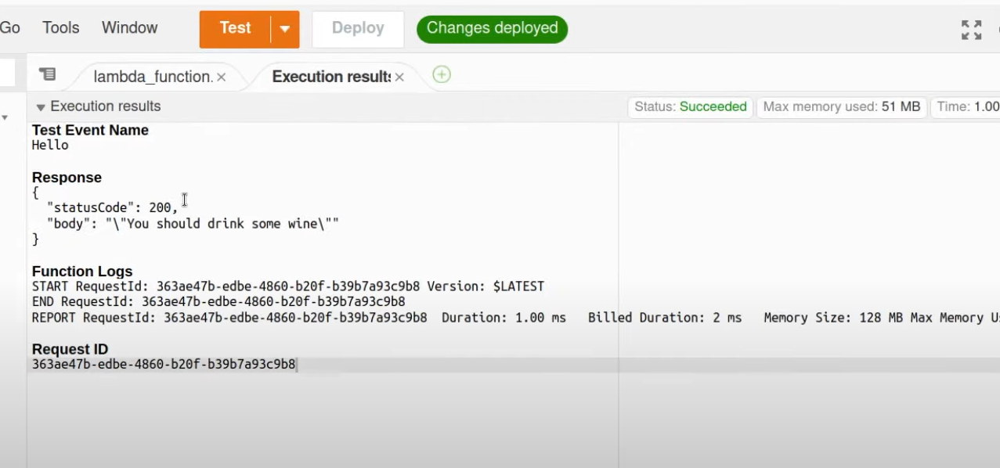 Go Tools Window Test Deploy Changes deployed
lambda_function. Execution results
Execution results Status: Succeeded Max memory used: 51 MB Time: 1.00
Test Event Name
Hello
Response
{
"statusCode": 200,
"body": "\"You should drink some wine\""
}
Function Logs
START RequestId: 363ae47b-edbe-4860-b20f-b39b7a93c9b8 Version: $LATEST
END RequestId: 363ae47b-edbe-4860-b20f-b39b7a93c9b8
REPORT RequestId: 363ae47b-edbe-4860-b20f-b39b7a93c9b8 Duration: 1.00 ms Billed Duration: 2 ms Memory Size: 128 MB Max Memory
Request ID
363ae47b-edbe-4860-b20f-b39b7a93c9b8